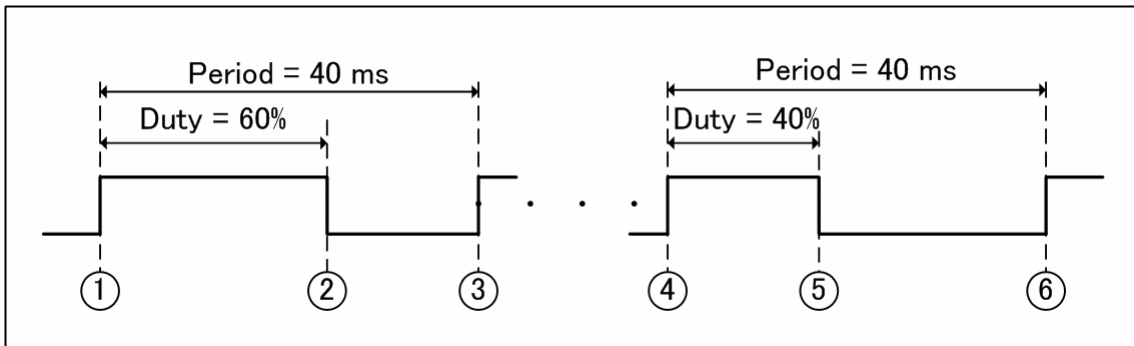 Period = 40 ms
Duty = 60%
Period = 40 ms
Duty = 40%
① ② ③ ④ ⑤ ⑥